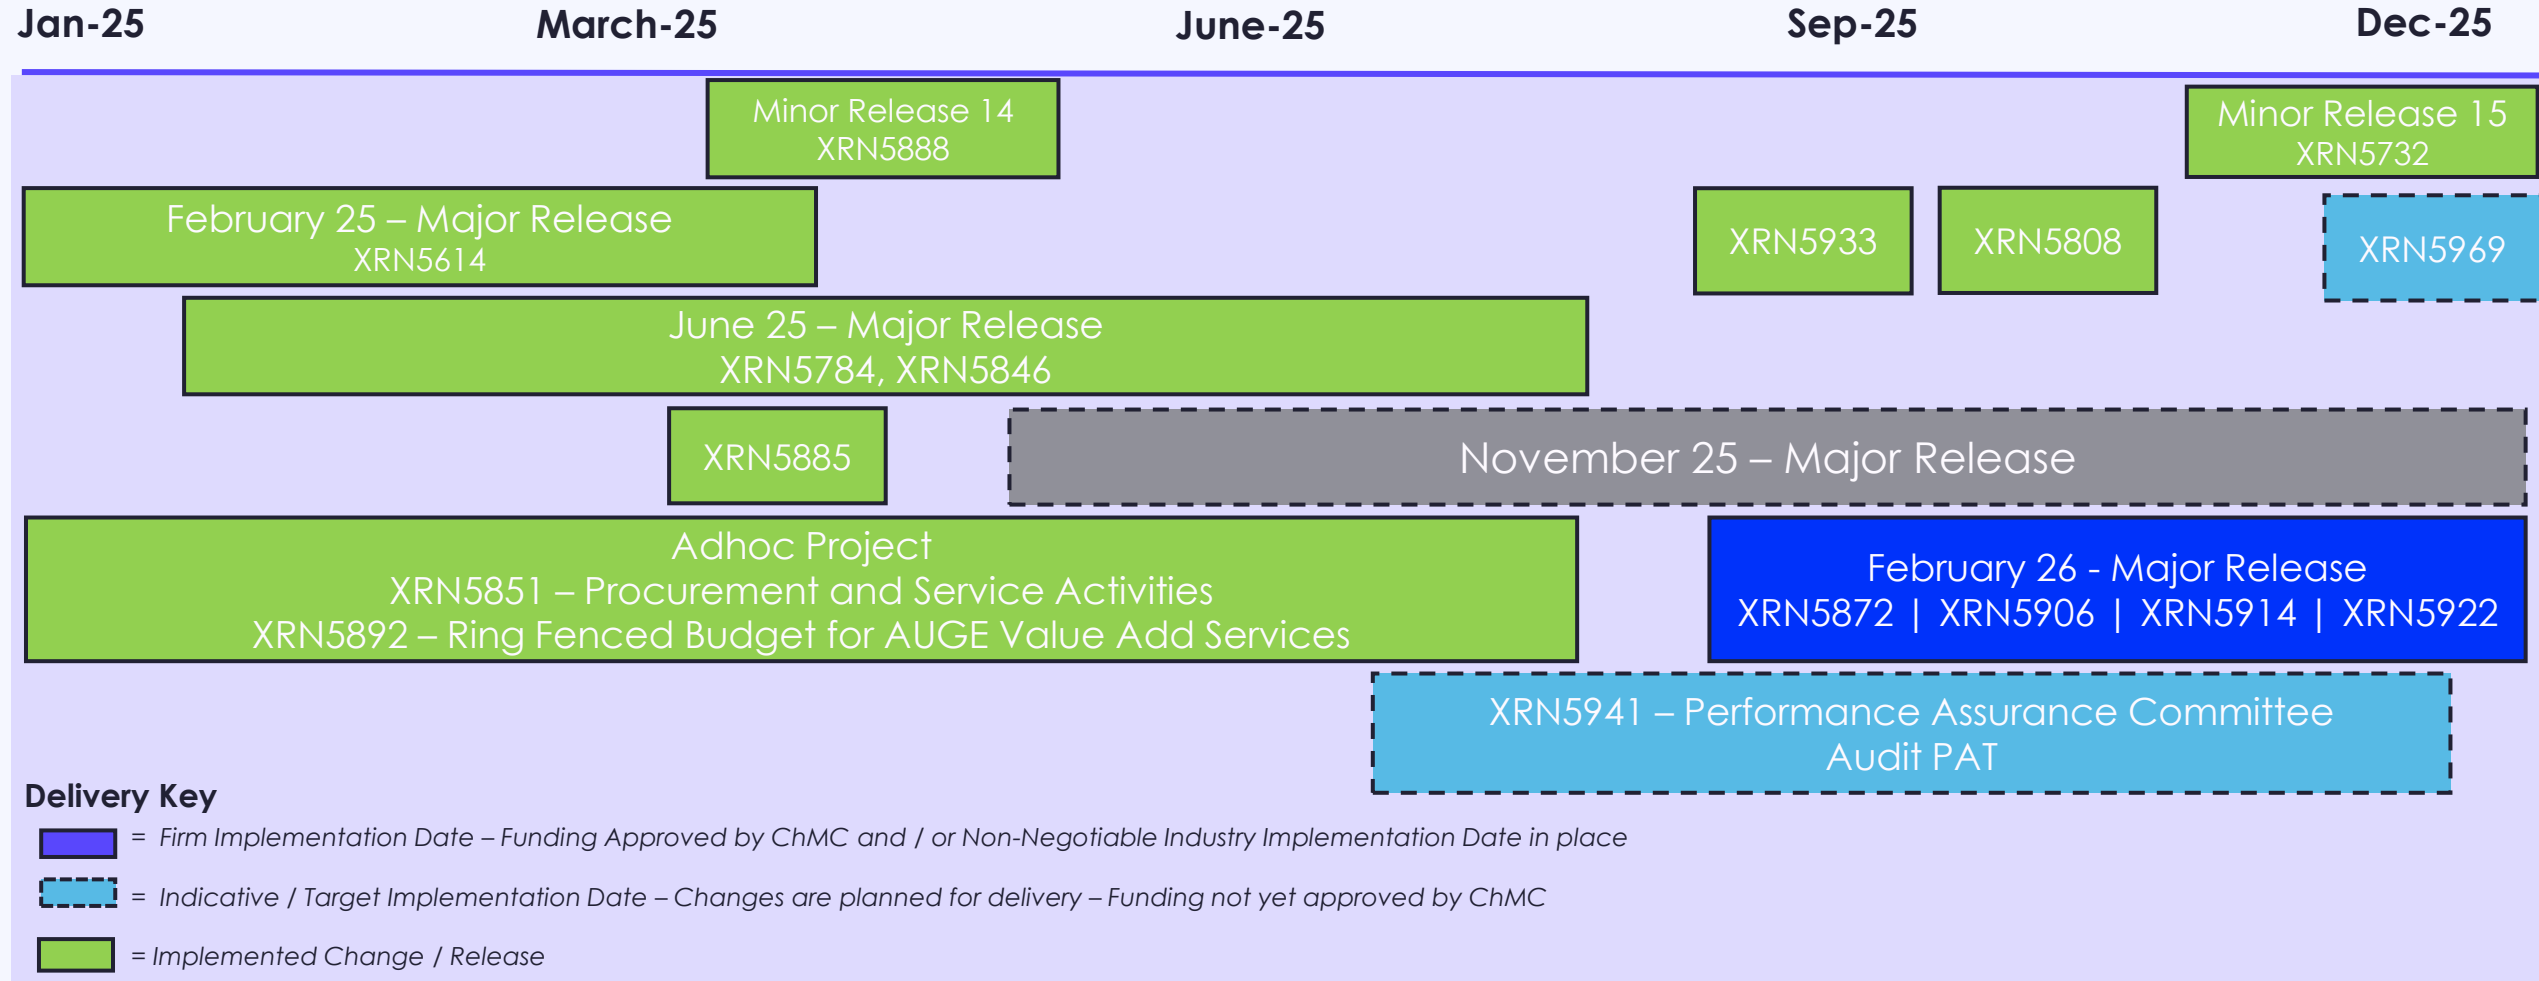 Jan-25
March-25
June-25
Sep-25
Dec-25
Minor Release 14
XRN5888
Minor Release 15
XRN5732
February 25 – Major Release
XRN5614
XRN5933
XRN5808
XRN5969
June 25 – Major Release
XRN5784, XRN5846
XRN5885
November 25 – Major Release
Adhoc Project
XRN5851 – Procurement and Service Activities
XRN5892 – Ring Fenced Budget for AUGE Value Add Services
February 26 - Major Release
XRN5872 | XRN5906 | XRN5914 | XRN5922
XRN5941 – Performance Assurance Committee
Audit PAT
Delivery Key
= Firm Implementation Date – Funding Approved by ChMC and / or Non-Negotiable Industry Implementation Date in place
= Indicative / Target Implementation Date – Changes are planned for delivery – Funding not yet approved by ChMC
= Implemented Change / Release